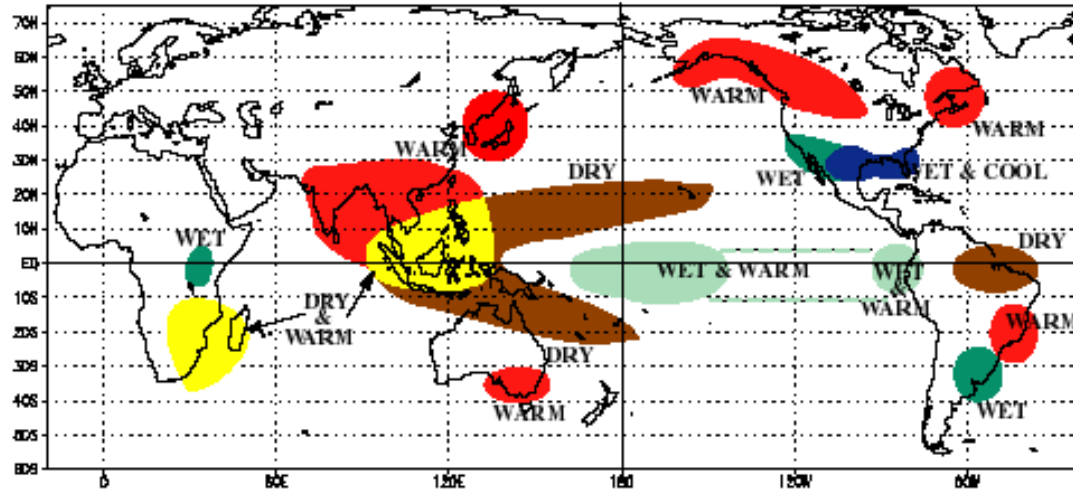 70N
60N
50N
40N
30N
20N
10N
EQ
10S
20S
30S
40S
50S
60S
0
60E
120E
180
120W
60W
WARM
WARM
WARM
DRY
WET
WET & COOL
WET
WET & WARM
WET
&
WARM
DRY
DRY
&
WARM
WARM
DRY
WARM
WET